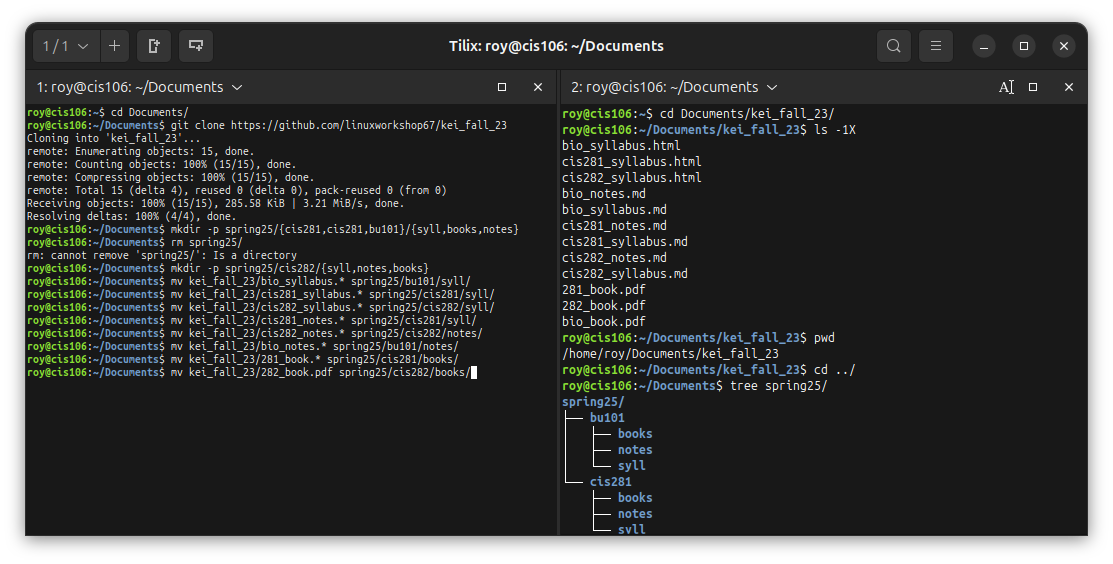 1 / 1
Tilix: roy@cis106: ~/Documents
1: roy@cis106: ~/Documents
roy@cis106:~$ cd Documents/
roy@cis106:~/Documents$ git clone https://github.com/linuxworkshop67/kei_fall_23
Cloning into 'kei_fall_23'...
remote: Enumerating objects: 15, done.
remote: Counting objects: 100% (15/15), done.
remote: Compressing objects: 100% (15/15), done.
remote: Total 15 (delta 4), reused 0 (delta 0), pack-reused 0 (from 0)
Receiving objects: 100% (15/15), 285.58 KiB | 3.21 MiB/s, done.
Resolving deltas: 100% (4/4), done.
roy@cis106:~/Documents$ mkdir -p spring25/{cis281,cis281,bu101}/{syll,books,notes}
roy@cis106:~/Documents$ rm spring25/
rm: cannot remove 'spring25/': Is a directory
roy@cis106:~/Documents$ mkdir -p spring25/cis282/{syll,notes,books}
roy@cis106:~/Documents$ mv kei_fall_23/bio_syllabus.* spring25/bu101/syll/
roy@cis106:~/Documents$ mv kei_fall_23/cis281_syllabus.* spring25/cis281/syll/
roy@cis106:~/Documents$ mv kei_fall_23/cis282_syllabus.* spring25/cis282/syll/
roy@cis106:~/Documents$ mv kei_fall_23/cis281_notes.* spring25/cis281/syll/
roy@cis106:~/Documents$ mv kei_fall_23/cis282_notes.* spring25/cis282/notes/
roy@cis106:~/Documents$ mv kei_fall_23/bio_notes.* spring25/bu101/notes/
roy@cis106:~/Documents$ mv kei_fall_23/281_book.* spring25/cis281/books/
roy@cis106:~/Documents$ mv kei_fall_23/282_book.pdf spring25/cis282/books/
2: roy@cis106: ~/Documents
roy@cis106:~$ cd Documents/kei_fall_23/
roy@cis106:~/Documents/kei_fall_23$ ls -1X
bio_syllabus.html
cis281_syllabus.html
cis282_syllabus.html
bio_notes.md
bio_syllabus.md
cis281_notes.md
cis281_syllabus.md
cis282_notes.md
cis282_syllabus.md
281_book.pdf
282_book.pdf
bio_book.pdf
roy@cis106:~/Documents/kei_fall_23$ pwd
/home/roy/Documents/kei_fall_23
roy@cis106:~/Documents/kei_fall_23$ cd ../
roy@cis106:~/Documents$ tree spring25/
spring25/
├── bu101
│   ├── books
│   ├── notes
│   └── syll
└── cis281
    ├── books
    ├── notes
    └── syll